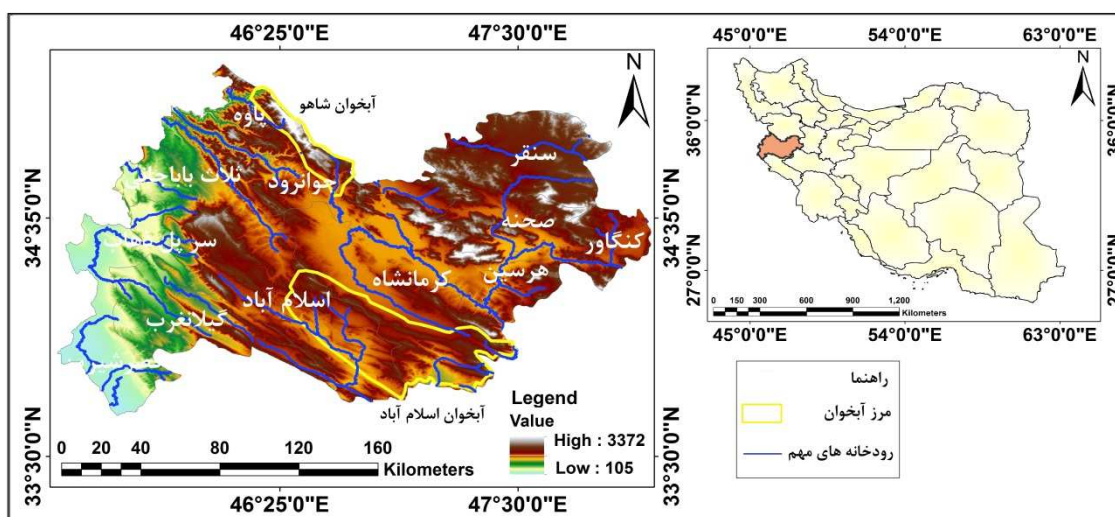 46°25'0"E 47°30'0"E
34°35'0"N
33°30'0"N
34°35'0"N
33°30'0"N
46°25'0"E 47°30'0"E
N
آبخوان شاهو
پاوه
سنقر
جوانرود
صحنه
کنگاور
هرسین
کرمانشاه
اسلام آباد
گیلانغرب
آبخوان اسلام آباد
Legend
Value
High : 3372
Low : 105
0 20 40 80 120 160
Kilometers
45°0'0"E 54°0'0"E 63°0'0"E
N
36°0'0"N
27°0'0"N
36°0'0"N
27°0'0"N
0 150 300 600 900 1,200
Kilometers
45°0'0"E 54°0'0"E 63°0'0"E
راهنما
مرز آبخوان
رودخانه های مهم